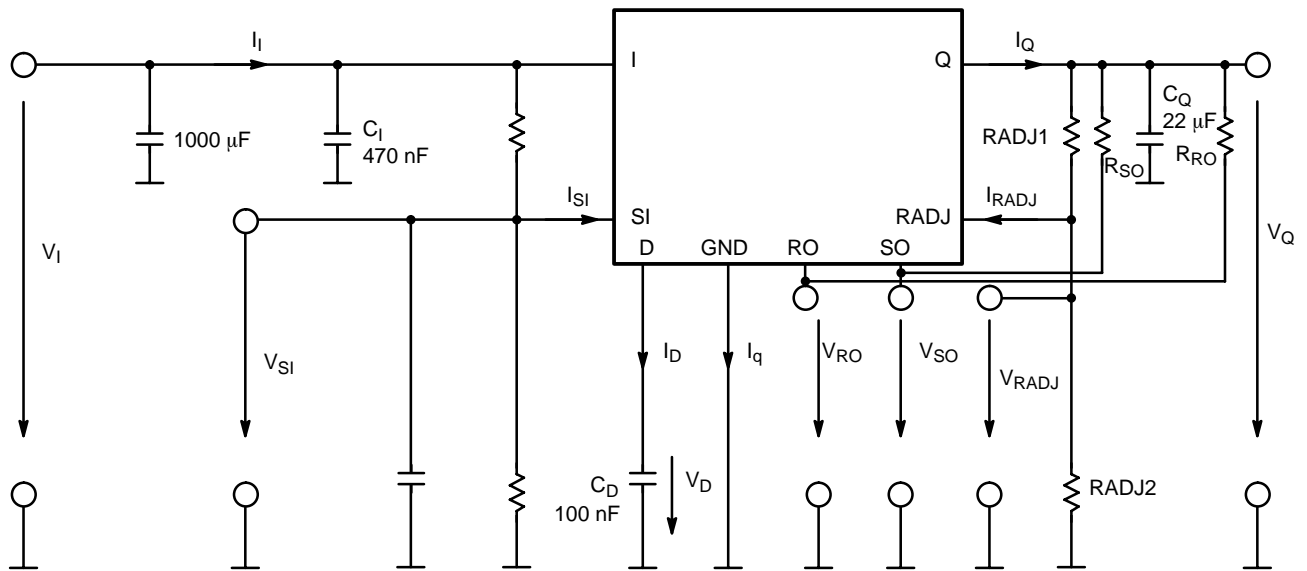 I_I
I_Q
I
Q
1000 μF
C_I
470 nF
RADJ1
R_SO
C_Q
22 μF
R_RO
I_SI
SI
RADJ
I_RADJ
D
GND
RO
SO
V_I
V_Q
V_SI
I_D
I_q
V_RO
V_SO
V_RADJ
C_D
100 nF
V_D
RADJ2